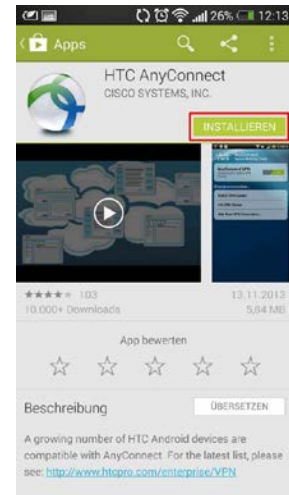 26% 12:13
Apps
HTC AnyConnect
CISCO SYSTEMS, INC.
INSTALLIEREN
103 13.11.2013
10.000+ Downloads 5,64 MB
App bewerten
Beschreibung ÜBERSETZEN
A growing number of HTC Android devices are
compatible with AnyConnect. For the latest list, please
see: http://www.htcpro.com/enterprise/VPN